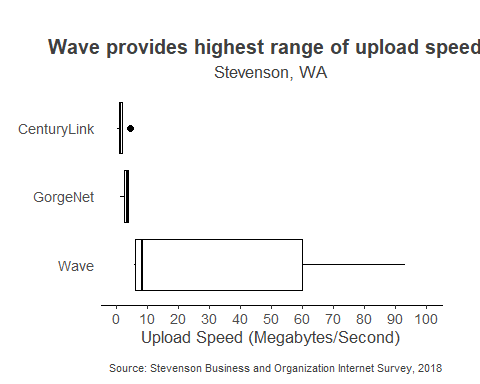 Wave provides highest range of upload speed
Stevenson, WA
CenturyLink
GorgeNet
Wave
0 10 20 30 40 50 60 70 80 90 100
Upload Speed (Megabytes/Second)
Source: Stevenson Business and Organization Internet Survey, 2018